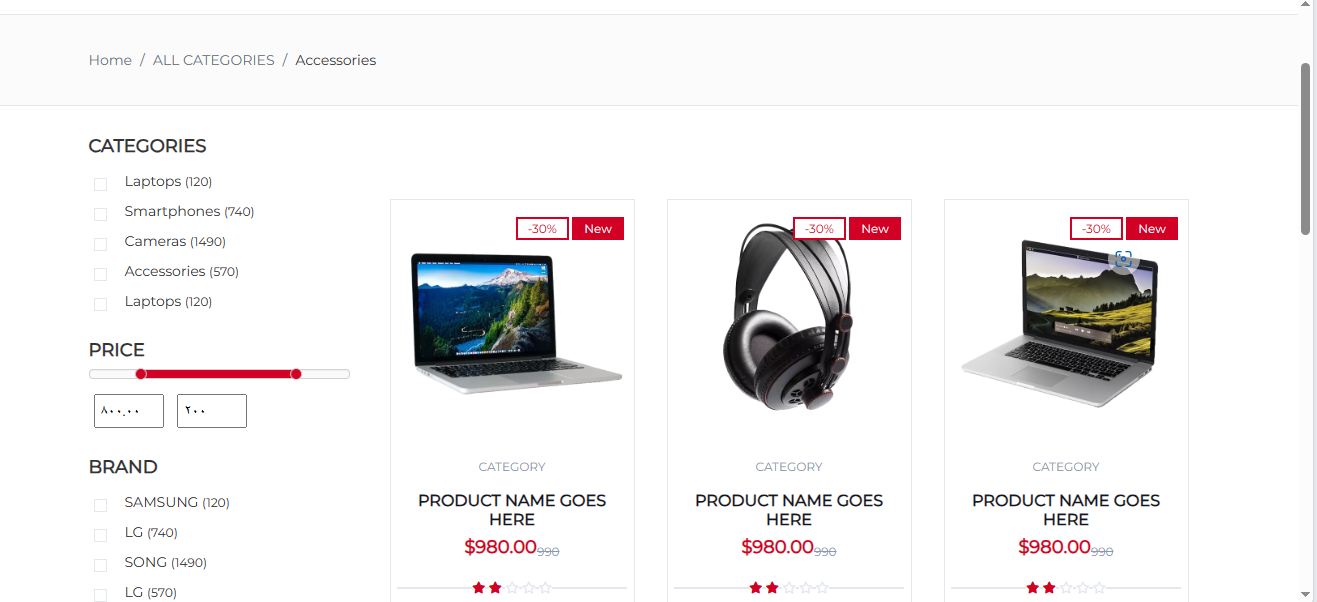 Home / ALL CATEGORIES / Accessories
CATEGORIES
Laptops (120)
Smartphones (740)
Cameras (1490)
Accessories (570)
Laptops (120)
PRICE
٨٠٠.٠٠ ٢٠٠
BRAND
SAMSUNG (120)
LG (740)
SONG (1490)
LG (570)
-30% New
CATEGORY
PRODUCT NAME GOES
HERE
$980.00 990
-30% New
CATEGORY
PRODUCT NAME GOES
HERE
$980.00 990
-30% New
CATEGORY
PRODUCT NAME GOES
HERE
$980.00 990